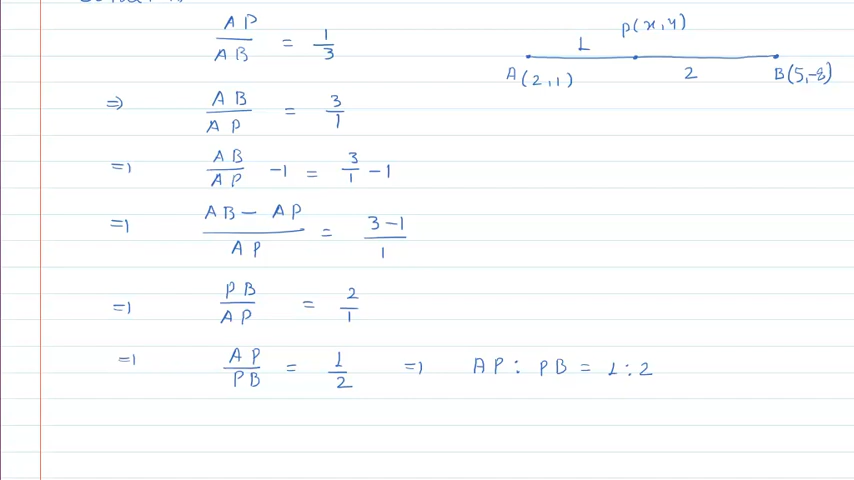 AP/AB = 1/3
P(x,y)
1
A(2,1) 2 B(5,-8)
⇒ AB/AP = 3/1
⇒ AB/AP -1 = 3/1 -1
⇒ AB - AP/AP = 3-1/1
⇒ PB/AP = 2/1
⇒ AP/PB = 1/2 ⇒ AP : PB = 1 : 2